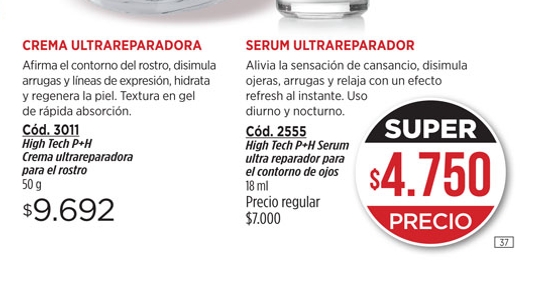 CREMA ULTRAREPARADORA
Afirma el contorno del rostro, disimula
arrugas y líneas de expresión, hidrata
y regenera la piel. Textura en gel
de rápida absorción.
Cód. 3011
High Tech P+H
Crema ultrareparadora
para el rostro
50 g
$9.692
SERUM ULTRAREPARADOR
Alivia la sensación de cansancio, disimula
ojeras, arrugas y relaja con un efecto
refresh al instante. Uso
diurno y nocturno.
Cód. 2555
High Tech P+H Serum
ultra reparador para
el contorno de ojos
18 ml
Precio regular
$7.000
SUPER
$4.750
PRECIO
37